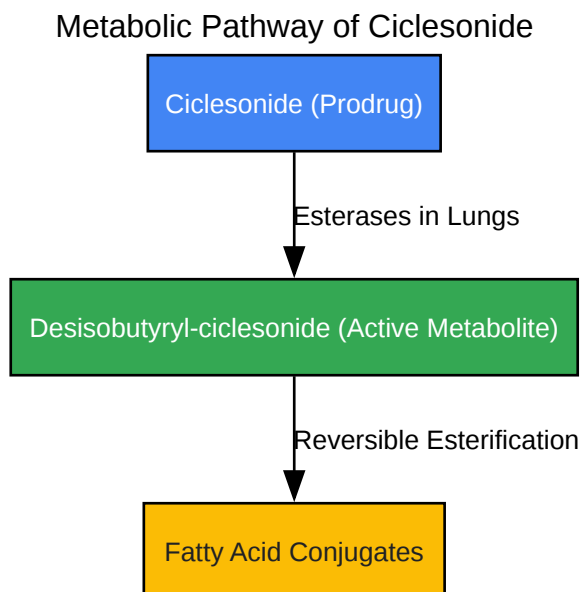 Metabolic Pathway of Ciclesonide
Ciclesonide (Prodrug)
Esterases in Lungs
Desisobutyryl-ciclesonide (Active Metabolite)
Reversible Esterification
Fatty Acid Conjugates